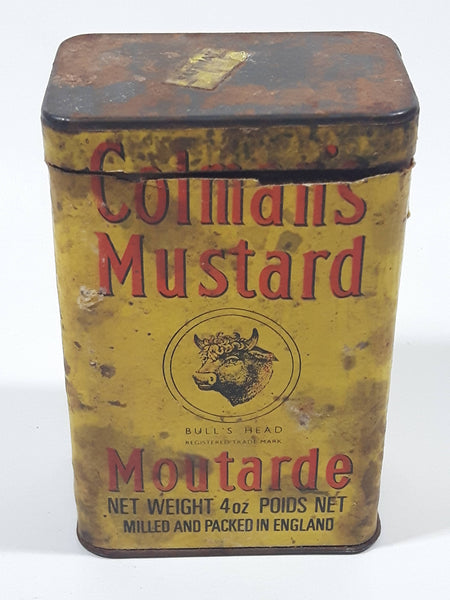 Colman's
Mustard
BULL'S HEAD
REGISTERED TRADE MARK
Moutarde
NET WEIGHT 4oz POIDS NET
MILLED AND PACKED IN ENGLAND